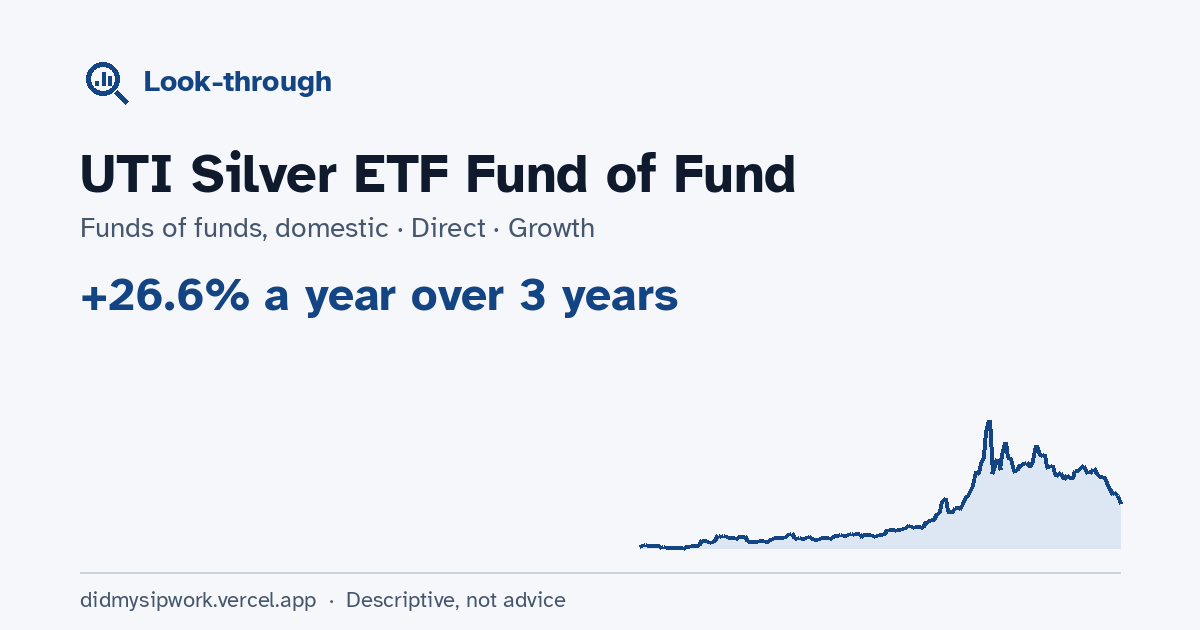 Look-through
UTI Silver ETF Fund of Fund
Funds of funds, domestic · Direct · Growth
+26.6% a year over 3 years
didmysipwork.vercel.app · Descriptive, not advice